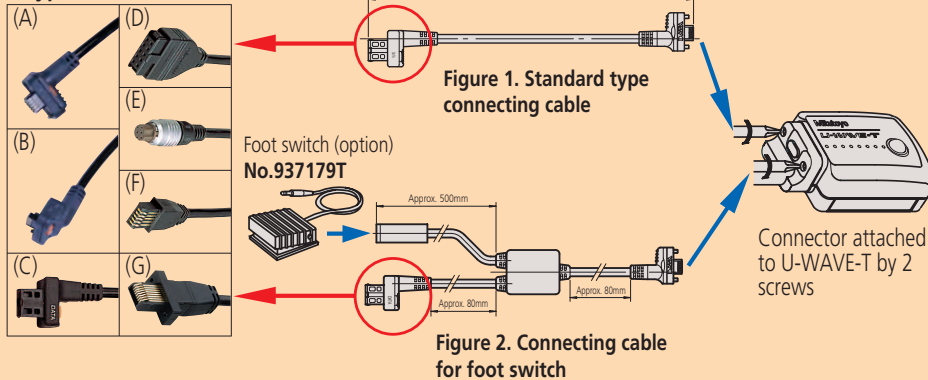 (A)
(D)
(E)
(B)
(F)
(C)
(G)
DATA
Figure 1. Standard type
connecting cable
Foot switch (option)
No.937179T
Approx. 500mm
Approx. 80mm
Approx. 80mm
Figure 2. Connecting cable
for foot switch
Mitutoyo
U-WAVE-T
Connector attached
to U-WAVE-T by 2
screws